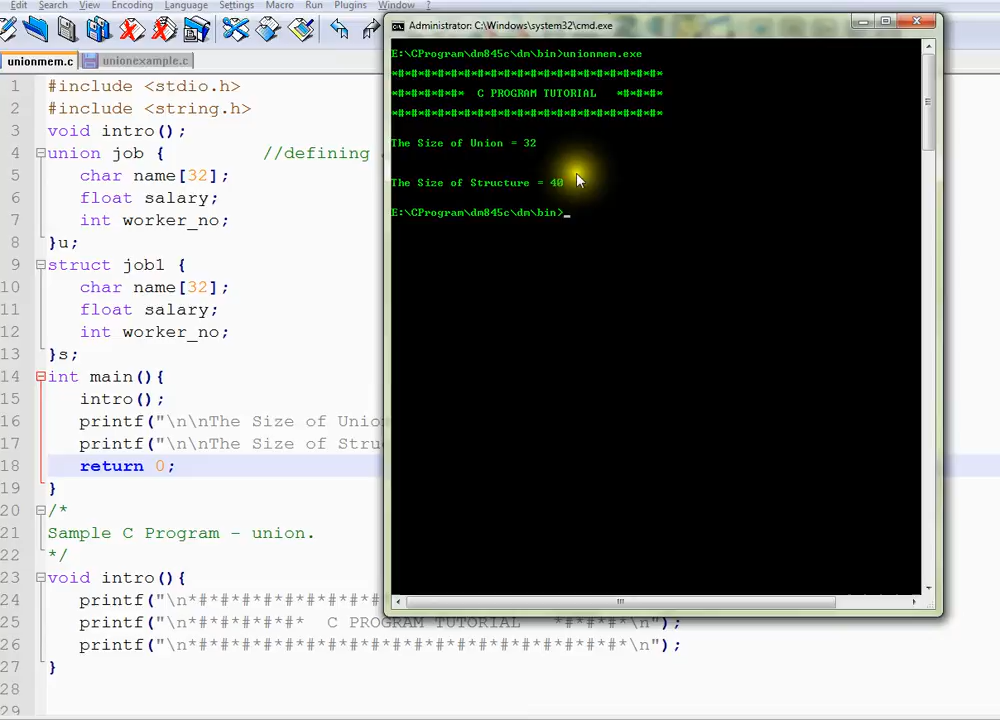 Edit Search View Encoding Language Settings Macro Run Plugins Window ?
unionmem.c unionexample.c
1 #include <stdio.h>
2 #include <string.h>
3 void intro();
4 union job { //defining
5 char name[32];
6 float salary;
7 int worker_no;
8 }u;
9 struct job1 {
10 char name[32];
11 float salary;
12 int worker_no;
13 }s;
14 int main(){
15 intro();
16 printf("\n\nThe Size of Union
17 printf("\n\nThe Size of Stru
18 return 0;
19 }
20 /*
21 Sample C Program - union.
22 */
23 void intro(){
24 printf("\n*#*#*#*#*#*#*#*#
25 printf("\n*#*#*#*#* C PROGRAM TUTORIAL *#*#*#*\n");
26 printf("\n*#*#*#*#*#*#*#*#*#*#*#*#*#*#*#*#*#*#*\n");
27 }
28
29
Administrator: C:\Windows\system32\cmd.exe
E:\CProgram\dm845c\dm\bin>unionmem.exe
*#*#*#*#*#*#*#*#*#*#*#*#*#*#*#*#*#*#*#*
*#*#*#*#* C PROGRAM TUTORIAL *#*#*#*
*#*#*#*#*#*#*#*#*#*#*#*#*#*#*#*#*#*#*#*
The Size of Union = 32
The Size of Structure = 40
E:\CProgram\dm845c\dm\bin>_